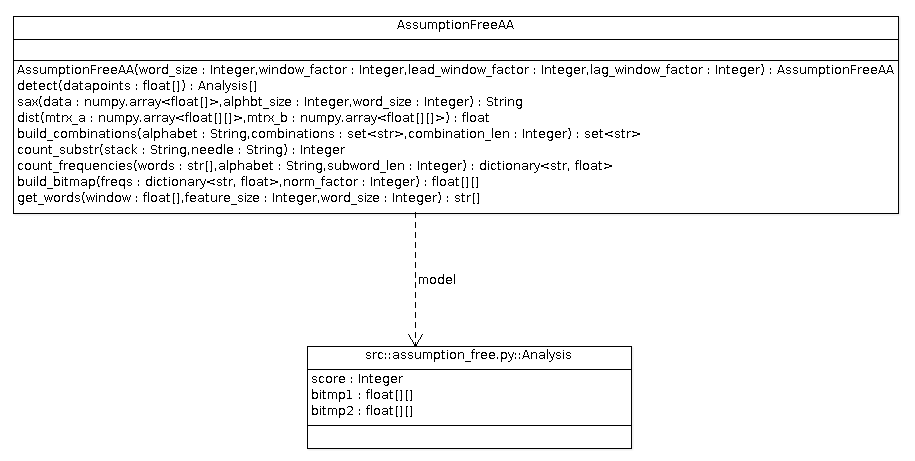 AssumptionFreeAA
AssumptionFreeAA(word_size : Integer,window_factor : Integer,lead_window_factor : Integer,lag_window_factor : Integer) : AssumptionFreeAA
detect(datapoints : float[]) : Analysis[]
sax(data : numpy.array<float[]>,alphbt_size : Integer,word_size : Integer) : String
dist(mtrx_a : numpy.array<float[][]>,mtrx_b : numpy.array<float[][]>) : float
build_combinations(alphabet : String,combinations : set<str>,combination_len : Integer) : set<str>
count_substr(stack : String,needle : String) : Integer
count_frequencies(words : str[],alphabet : String,subword_len : Integer) : dictionary<str, float>
build_bitmap(freqs : dictionary<str, float>,norm_factor : Integer) : float[][]
get_words(window : float[],feature_size : Integer,word_size : Integer) : str[]
model
src::assumption_free.py::Analysis
score : Integer
bitmp1 : float[][]
bitmp2 : float[][]